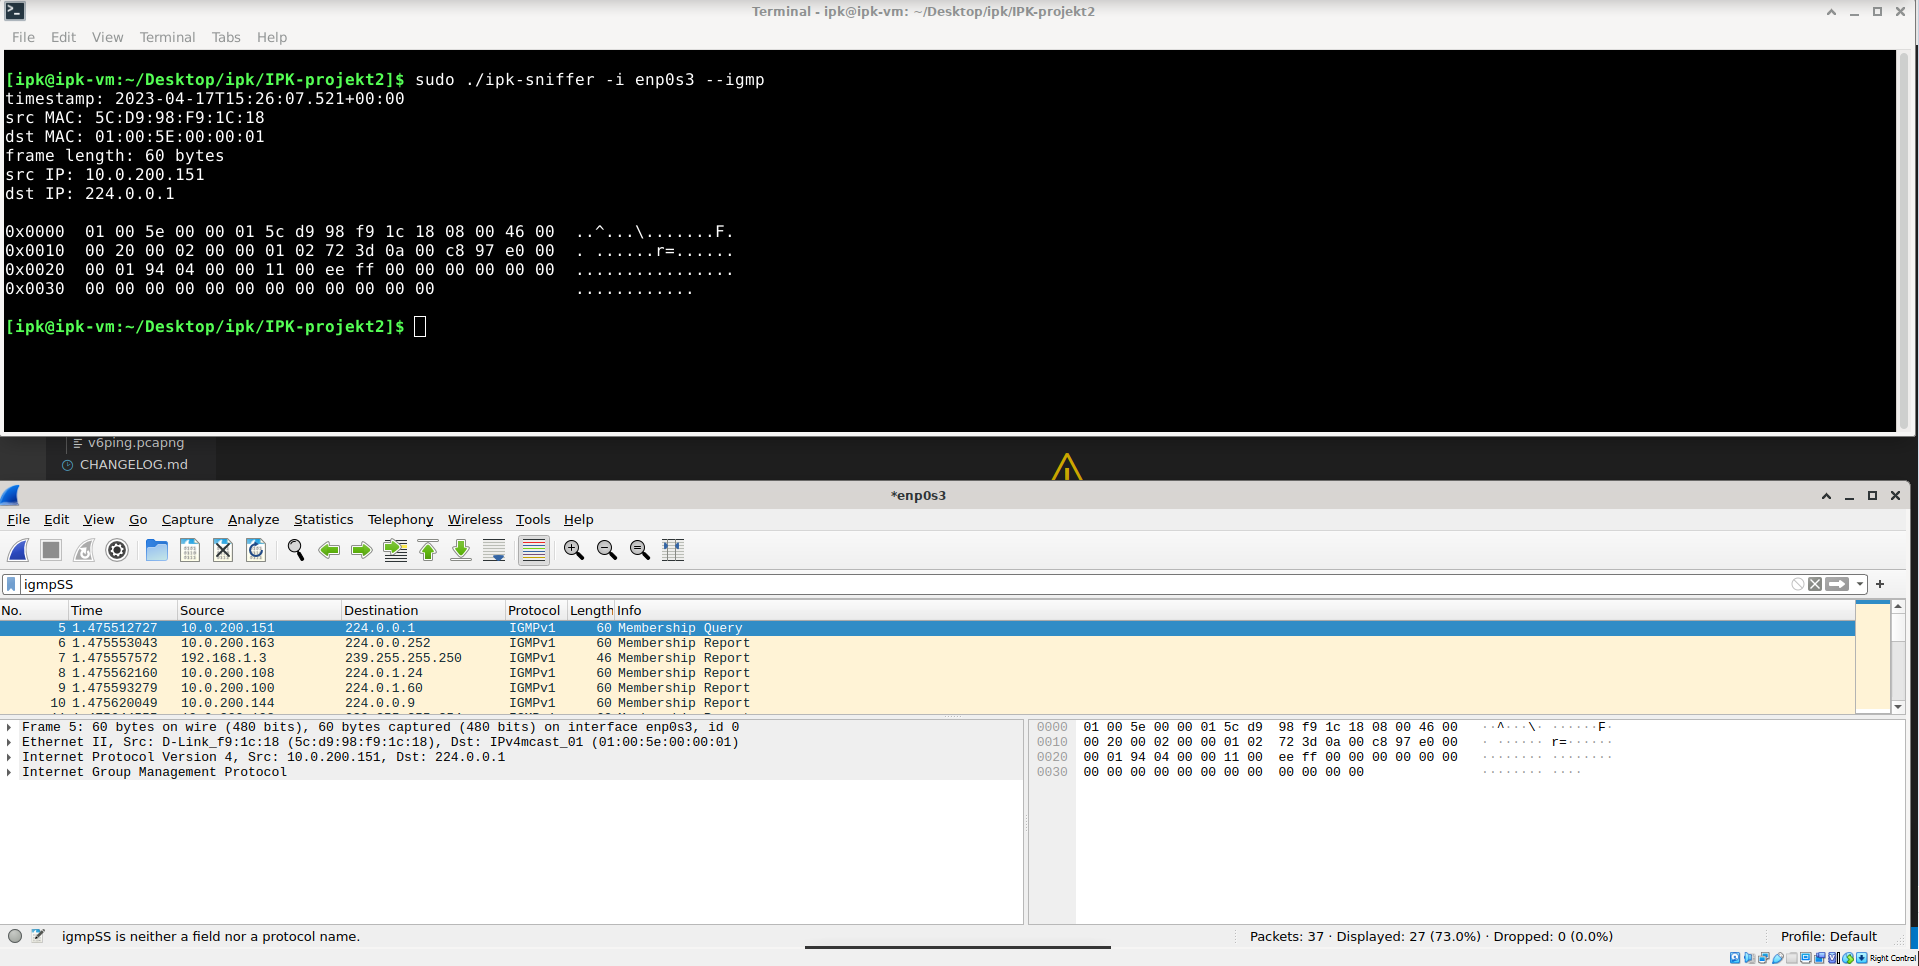 Terminal - ipk@ipk-vm: ~/Desktop/ipk/IPK-projekt2
File Edit View Terminal Tabs Help
[ipk@ipk-vm:~/Desktop/ipk/IPK-projekt2]$ sudo ./ipk-sniffer -i enp0s3 --igmp
timestamp: 2023-04-17T15:26:07.521+00:00
src MAC: 5C:D9:98:F9:1C:18
dst MAC: 01:00:5E:00:00:01
frame length: 60 bytes
src IP: 10.0.200.151
dst IP: 224.0.0.1
0x0000  01 00 5e 00 00 01 5c d9 98 f9 1c 18 08 00 46 00  ..^...\.......F.
0x0010  00 20 00 02 00 00 01 02 72 3d 0a 00 c8 97 e0 00  . ......r=......
0x0020  00 01 94 04 00 00 11 00 ee ff 00 00 00 00 00 00  ................
0x0030  00 00 00 00 00 00 00 00 00 00 00 00  ............
[ipk@ipk-vm:~/Desktop/ipk/IPK-projekt2]$
v6ping.pcapng
CHANGELOG.md
*enp0s3
File Edit View Go Capture Analyze Statistics Telephony Wireless Tools Help
igmpSS
No. Time Source Destination Protocol Length Info
5 1.475512727 10.0.200.151 224.0.0.1 IGMPv1 60 Membership Query
6 1.475553043 10.0.200.163 224.0.0.252 IGMPv1 60 Membership Report
7 1.475557572 192.168.1.3 239.255.255.250 IGMPv1 46 Membership Report
8 1.475562160 10.0.200.108 224.0.1.24 IGMPv1 60 Membership Report
9 1.475593279 10.0.200.100 224.0.1.60 IGMPv1 60 Membership Report
10 1.475620049 10.0.200.144 224.0.0.9 IGMPv1 60 Membership Report
Frame 5: 60 bytes on wire (480 bits), 60 bytes captured (480 bits) on interface enp0s3, id 0
Ethernet II, Src: D-Link_f9:1c:18 (5c:d9:98:f9:1c:18), Dst: IPv4mcast_01 (01:00:5e:00:00:01)
Internet Protocol Version 4, Src: 10.0.200.151, Dst: 224.0.0.1
Internet Group Management Protocol
0000 01 00 5e 00 00 01 5c d9 98 f9 1c 18 08 00 46 00 ··^···\· ······F·
0010 00 20 00 02 00 00 01 02 72 3d 0a 00 c8 97 e0 00 · ······ r=······
0020 00 01 94 04 00 00 11 00 ee ff 00 00 00 00 00 00 ········ ········
0030 00 00 00 00 00 00 00 00 00 00 00 00 ········ ····
igmpSS is neither a field nor a protocol name.
Packets: 37 · Displayed: 27 (73.0%) · Dropped: 0 (0.0%)
Profile: Default
Right Control